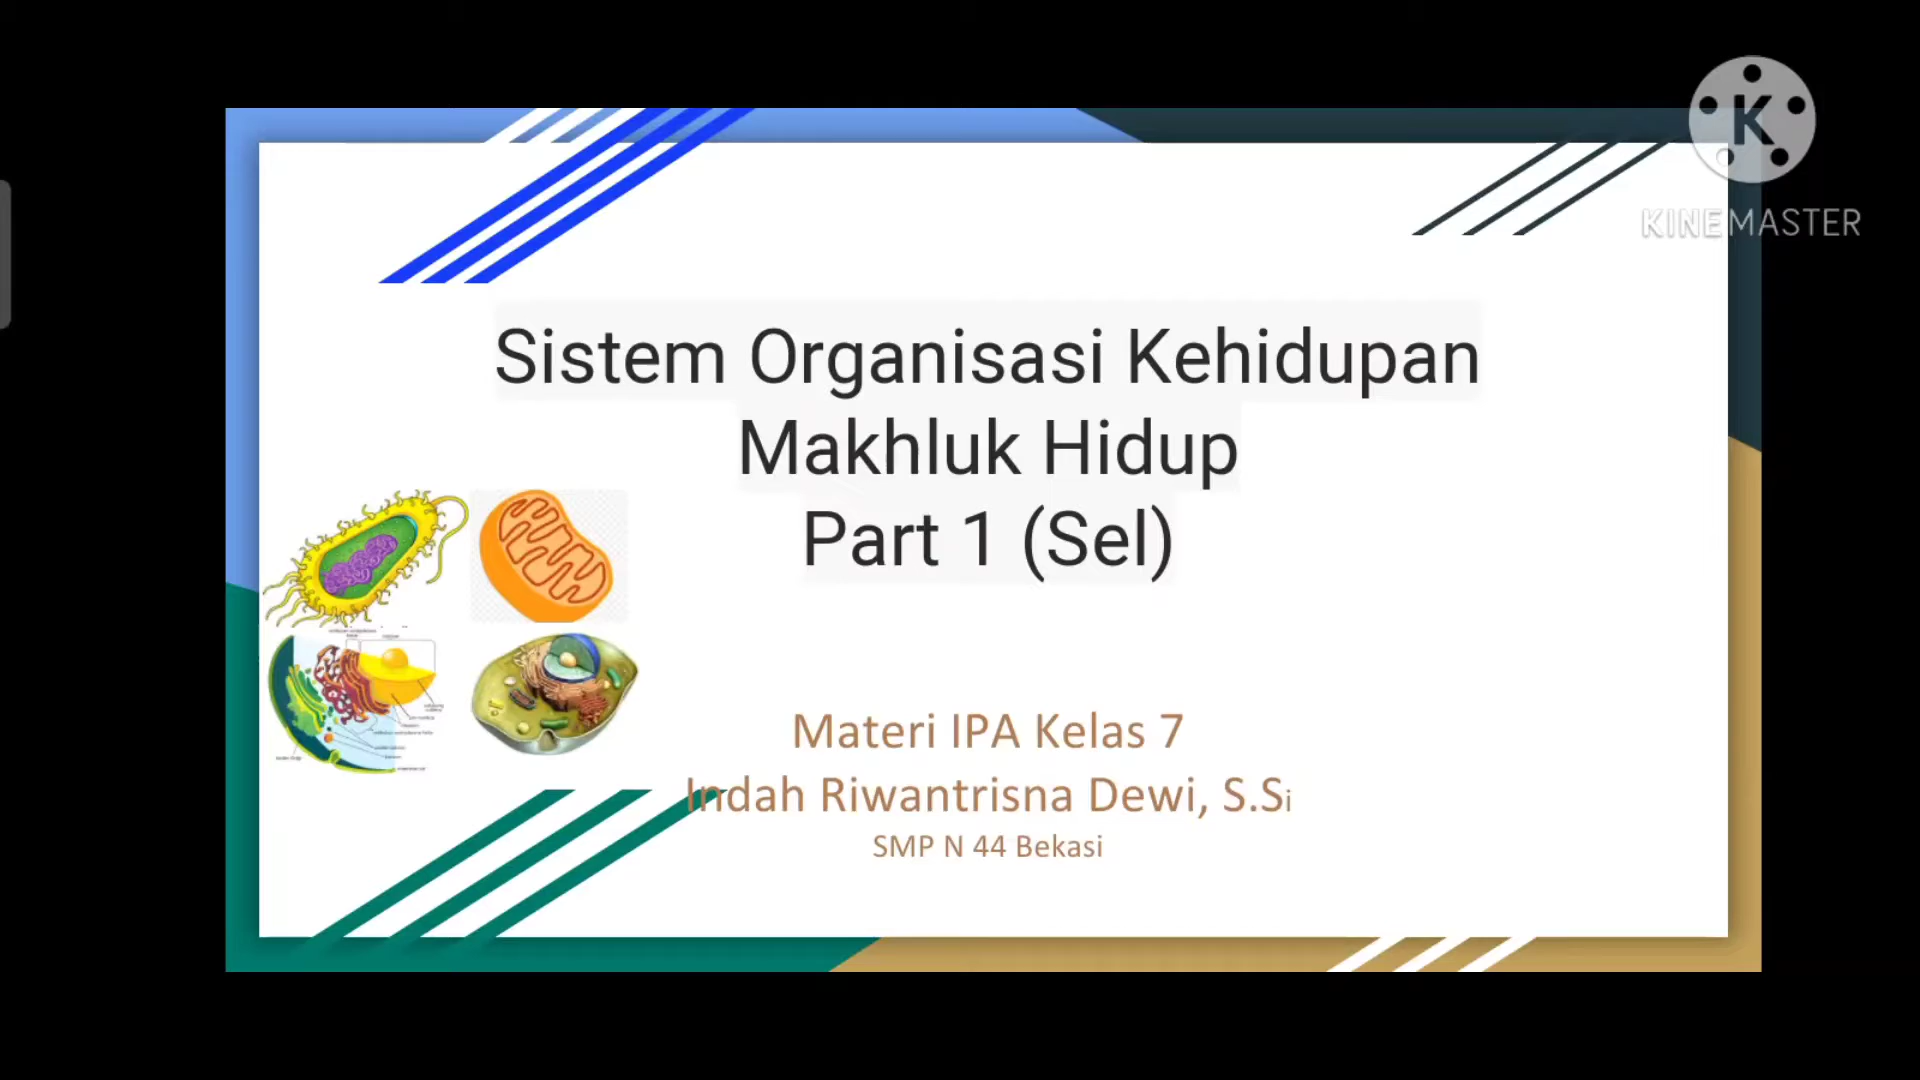 K
KINEMASTER
Sistem Organisasi Kehidupan
Makhluk Hidup
Part 1 (Sel)
Materi IPA Kelas 7
Indah Riwantrisna Dewi, S.Si
SMP N 44 Bekasi